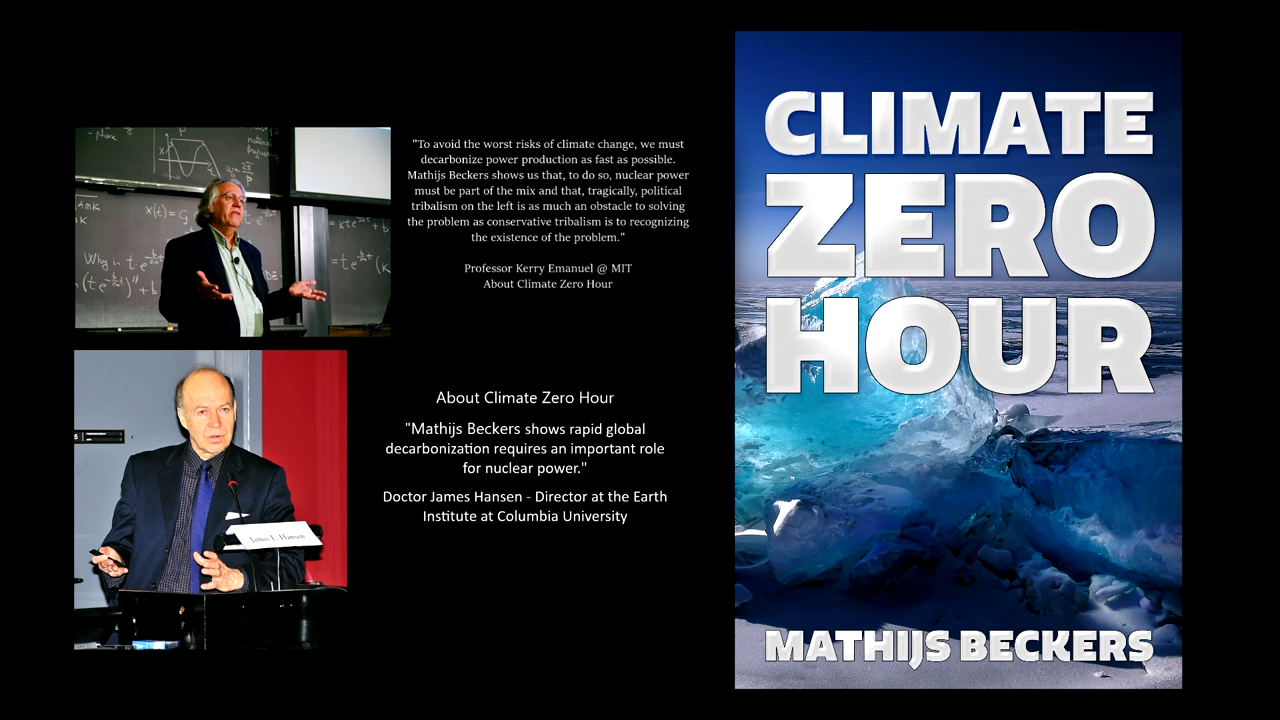 "To avoid the worst risks of climate change, we must
decarbonize power production as fast as possible.
Mathijs Beckers shows us that, to do so, nuclear power
must be part of the mix and that, tragically, political
tribalism on the left is as much an obstacle to solving
the problem as conservative tribalism is to recognizing
the existence of the problem."
Professor Kerry Emanuel @ MIT
About Climate Zero Hour
Why is
James E. Hansen
About Climate Zero Hour
"Mathijs Beckers shows rapid global
decarbonization requires an important role
for nuclear power."
Doctor James Hansen - Director at the Earth
Institute at Columbia University
CLIMATE
ZERO
HOUR
MATHIJS BECKERS